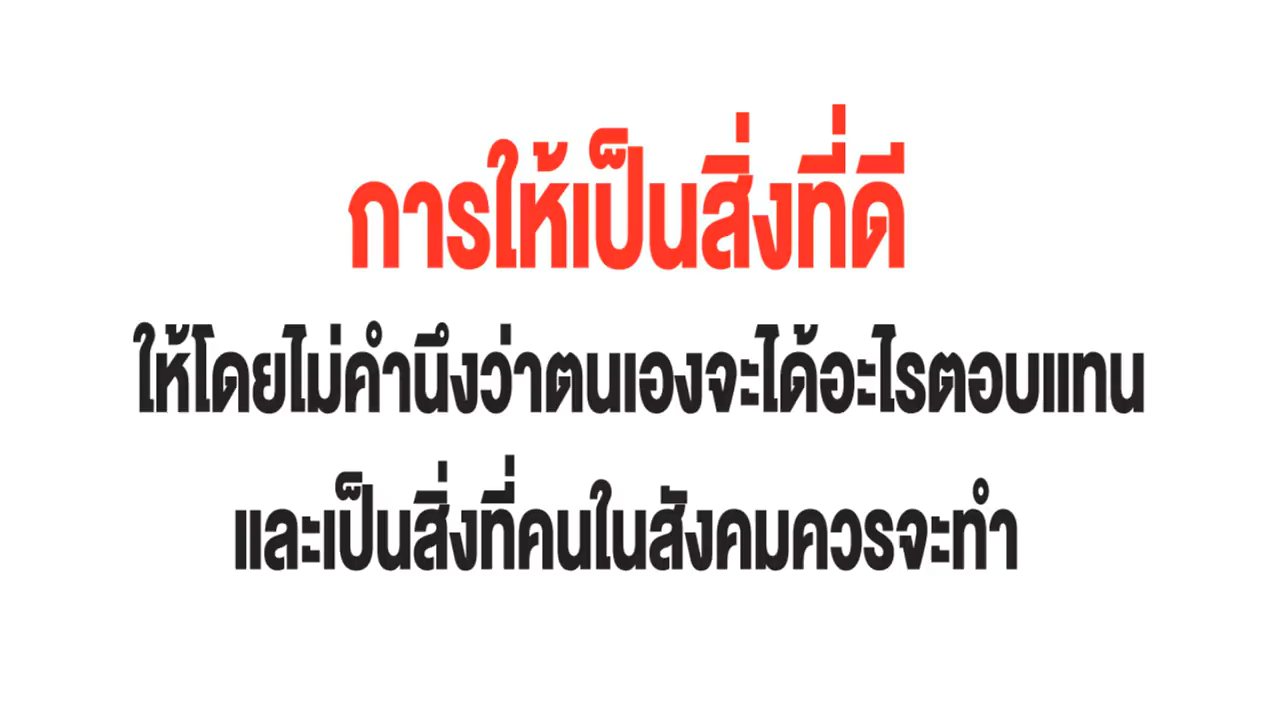 การให้เป็นสิ่งที่ดี
ให้โดยไม่คำนึงว่าตนเองจะได้อะไรตอบแทน
และเป็นสิ่งที่คนในสังคมควรจะทำ